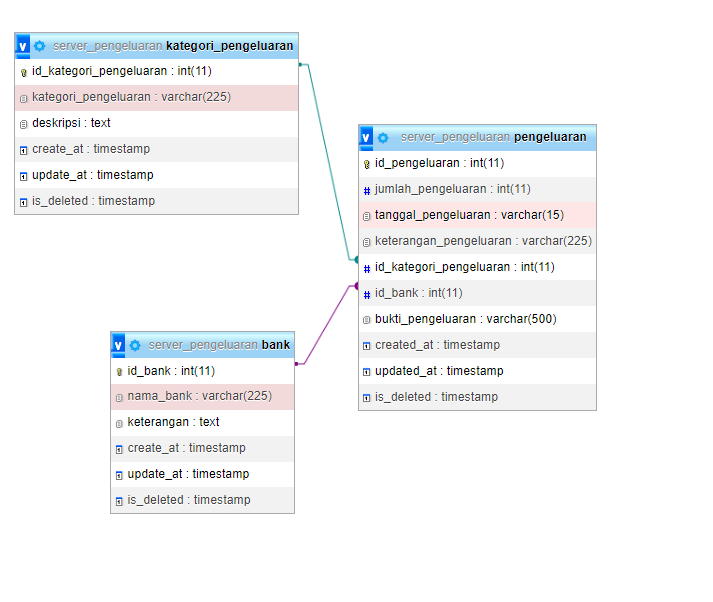 v server_pengeluaran kategori_pengeluaran
id_kategori_pengeluaran : int(11)
kategori_pengeluaran : varchar(225)
deskripsi : text
create_at : timestamp
update_at : timestamp
is_deleted : timestamp
v server_pengeluaran pengeluaran
id_pengeluaran : int(11)
# jumlah_pengeluaran : int(11)
tanggal_pengeluaran : varchar(15)
keterangan_pengeluaran : varchar(225)
# id_kategori_pengeluaran : int(11)
# id_bank : int(11)
bukti_pengeluaran : varchar(500)
created_at : timestamp
updated_at : timestamp
is_deleted : timestamp
v server_pengeluaran bank
id_bank : int(11)
nama_bank : varchar(225)
keterangan : text
create_at : timestamp
update_at : timestamp
is_deleted : timestamp